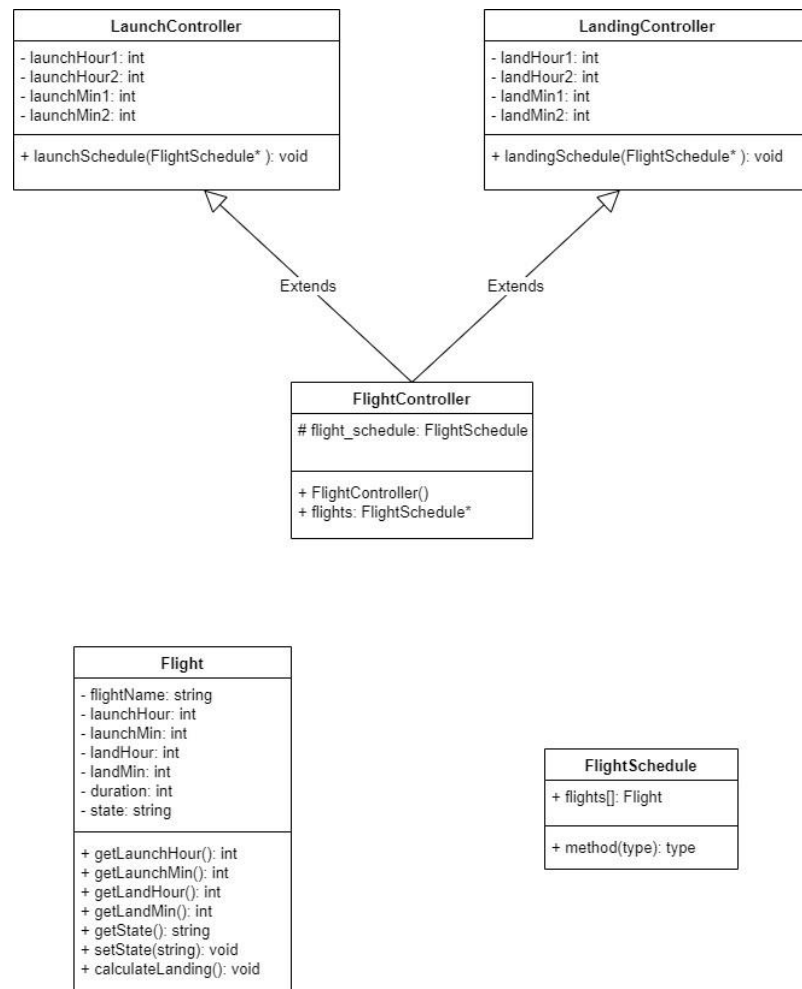 LaunchController
- launchHour1: int
- launchHour2: int
- launchMin1: int
- launchMin2: int
+ launchSchedule(FlightSchedule* ): void
LandingController
- landHour1: int
- landHour2: int
- landMin1: int
- landMin2: int
+ landingSchedule(FlightSchedule* ): void
Extends
Extends
FlightController
# flight_schedule: FlightSchedule
+ FlightController()
+ flights: FlightSchedule*
Flight
- flightName: string
- launchHour: int
- launchMin: int
- landHour: int
- landMin: int
- duration: int
- state: string
+ getLaunchHour(): int
+ getLaunchMin(): int
+ getLandHour(): int
+ getLandMin(): int
+ getState(): string
+ setState(string): void
+ calculateLanding(): void
FlightSchedule
+ flights[]: Flight
+ method(type): type